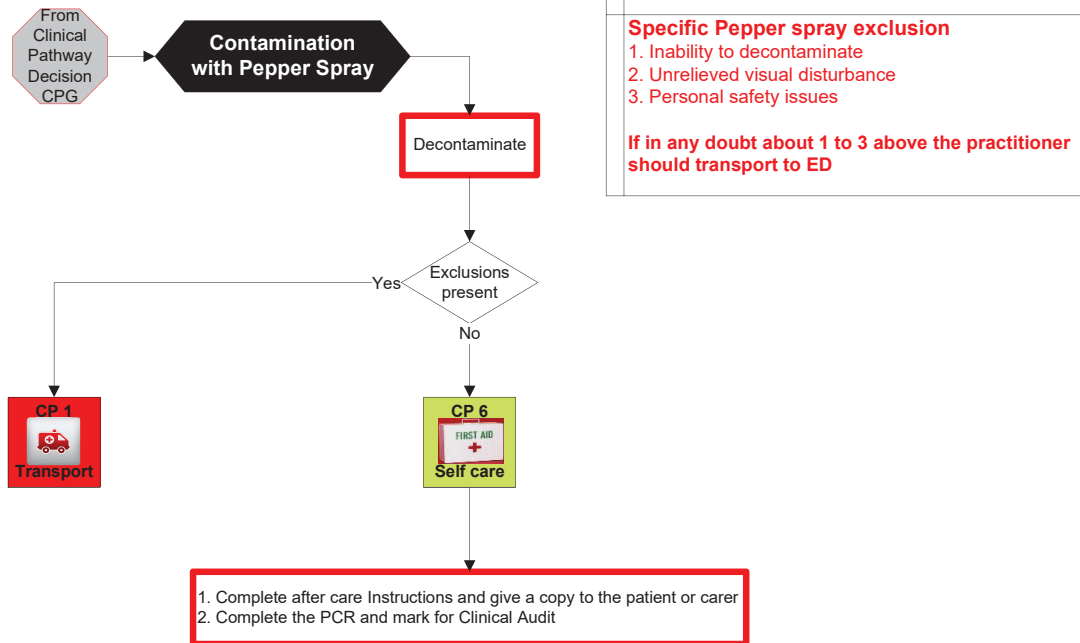 From
Clinical
Pathway
Decision
CPG
Contamination
with Pepper Spray
Specific Pepper spray exclusion
1. Inability to decontaminate
2. Unrelieved visual disturbance
3. Personal safety issues
If in any doubt about 1 to 3 above the practitioner
should transport to ED
Decontaminate
Exclusions
present
Yes
No
CP 1
Transport
CP 6
FIRST AID
Self care
1. Complete after care Instructions and give a copy to the patient or carer
2. Complete the PCR and mark for Clinical Audit